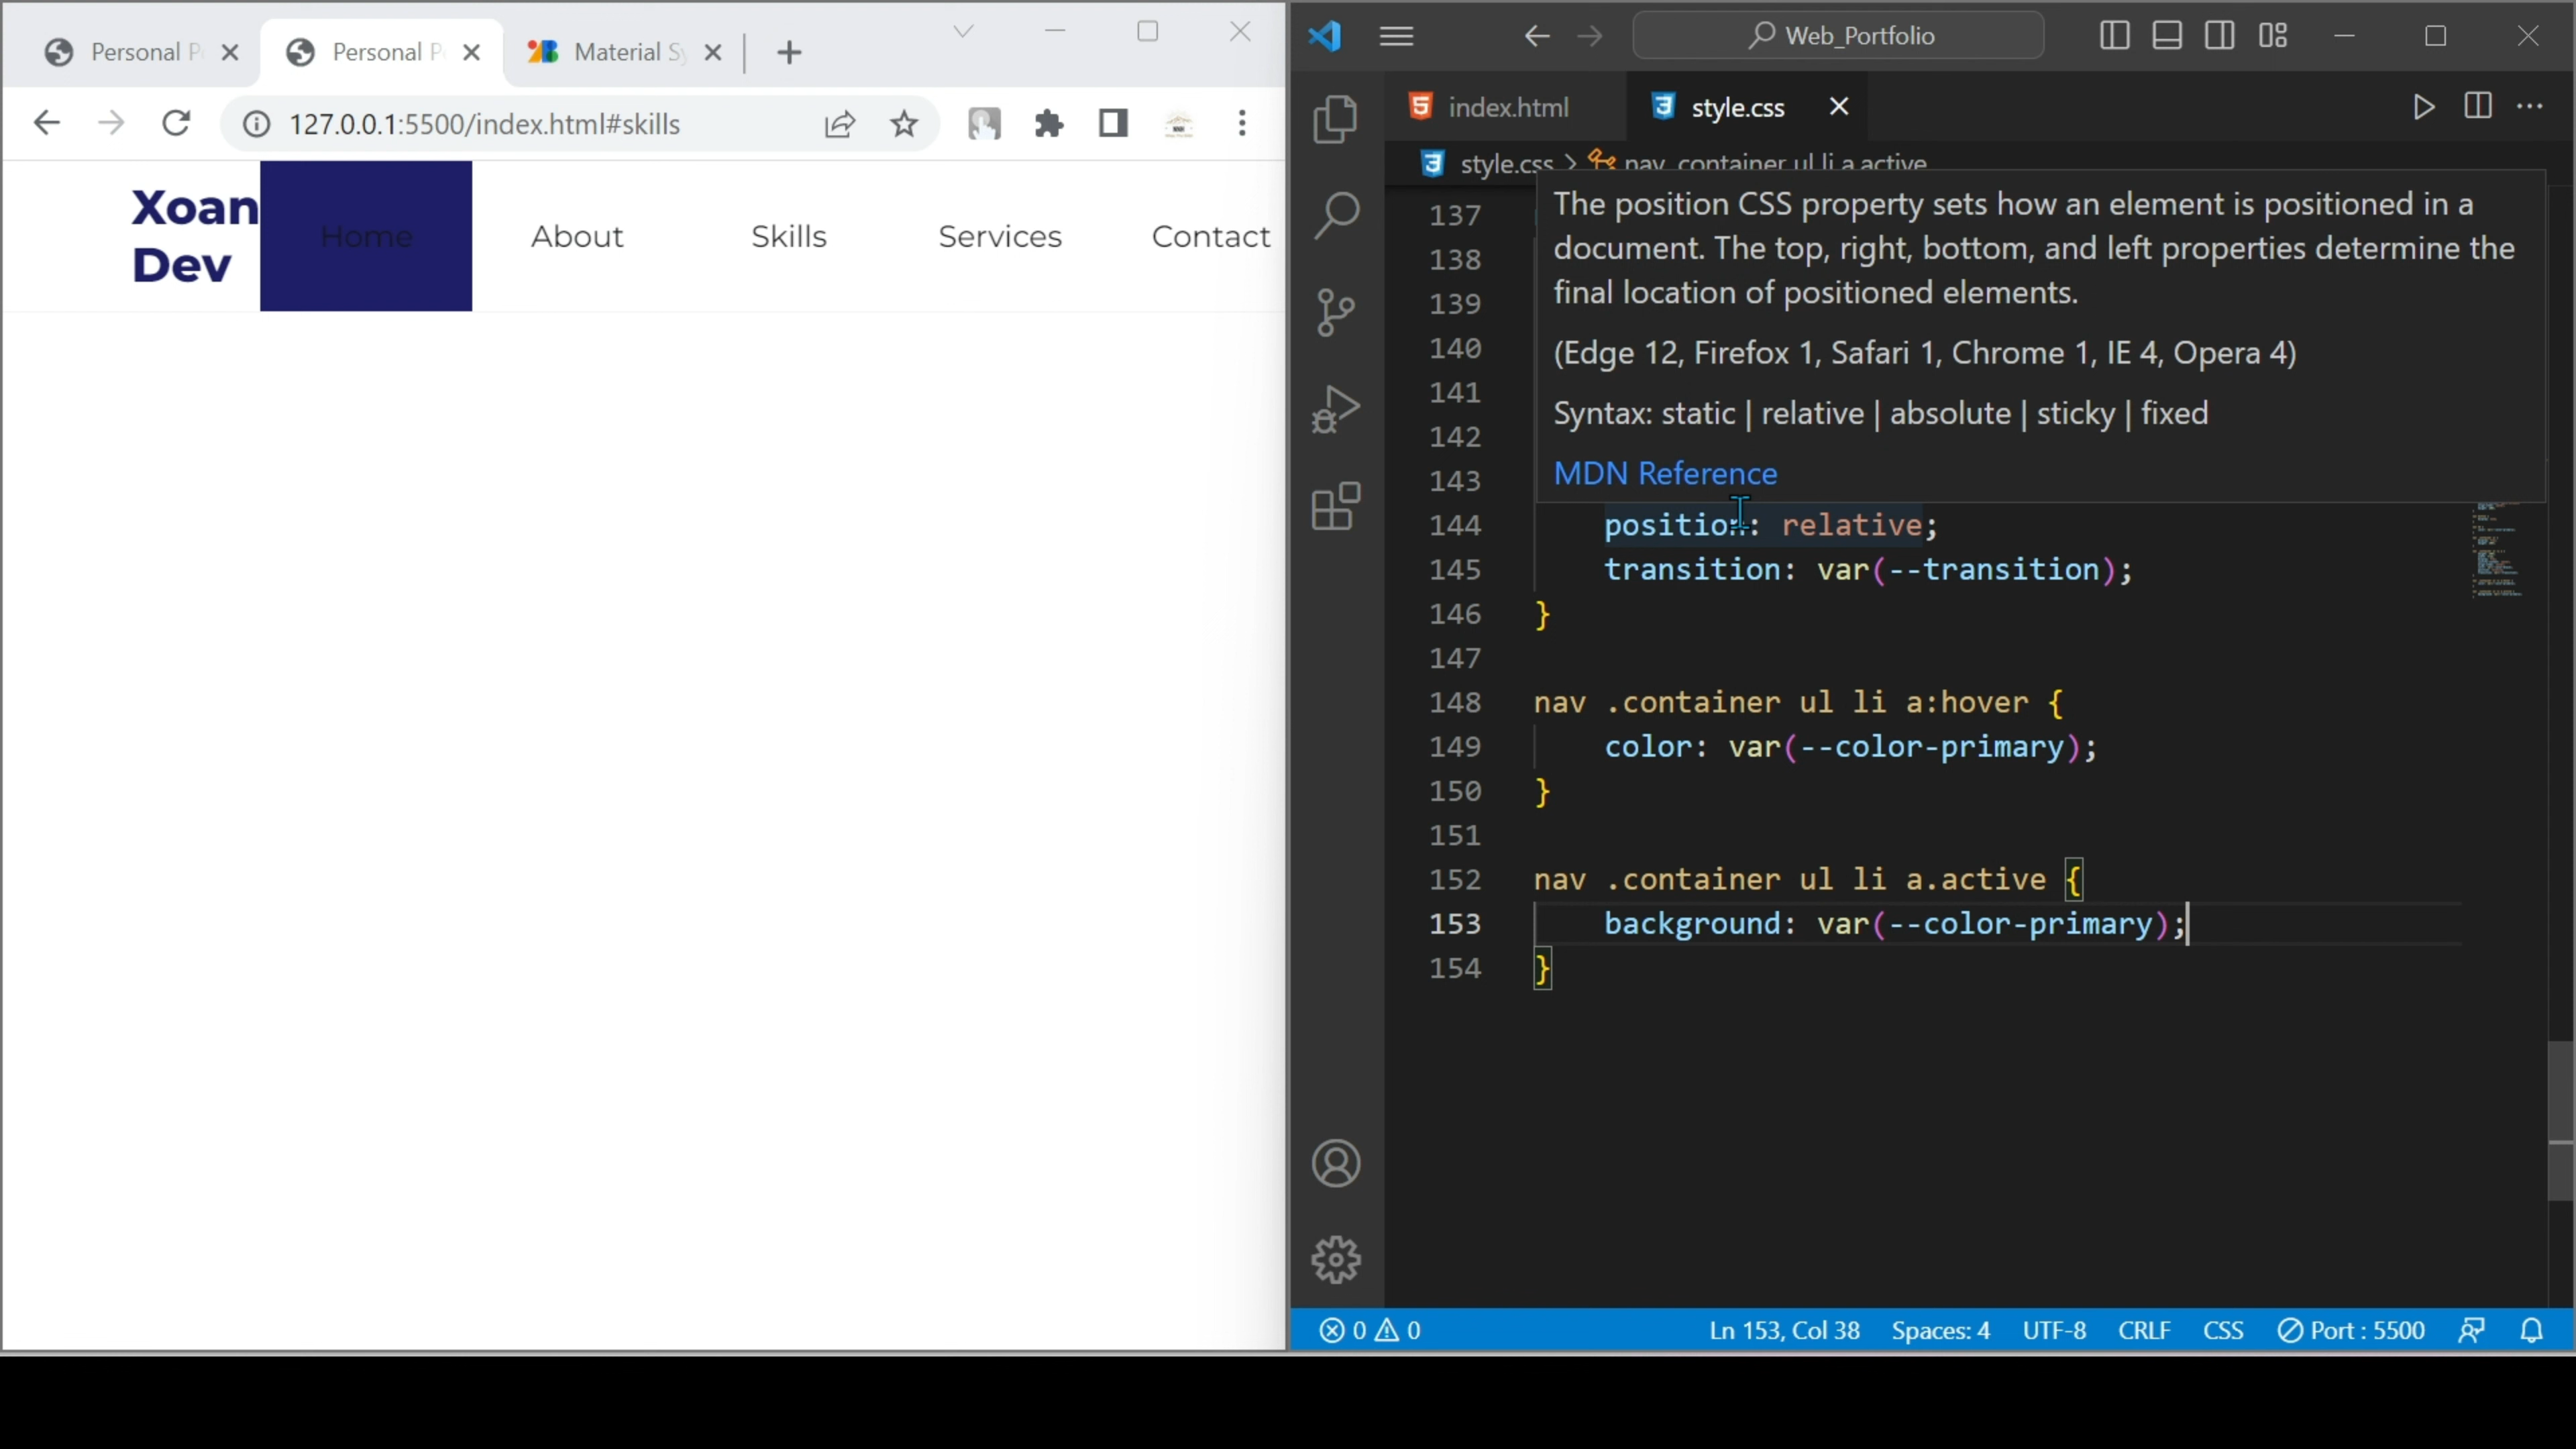 Personal P
Personal P
Material Sy
127.0.0.1:5500/index.html#skills
Xoan
Dev
Home
About
Skills
Services
Contact
Web_Portfolio
index.html
style.css
style.css > nav .container ul li a.active
The position CSS property sets how an element is positioned in a
document. The top, right, bottom, and left properties determine the
final location of positioned elements.
(Edge 12, Firefox 1, Safari 1, Chrome 1, IE 4, Opera 4)
Syntax: static | relative | absolute | sticky | fixed
MDN Reference
137
138
139
140
141
142
143
144 position: relative;
145 transition: var(--transition);
146 }
147
148 nav .container ul li a:hover {
149 color: var(--color-primary);
150 }
151
152 nav .container ul li a.active {
153 background: var(--color-primary);
154 }
0 0
Ln 153, Col 38
Spaces: 4
UTF-8
CRLF
CSS
Port : 5500